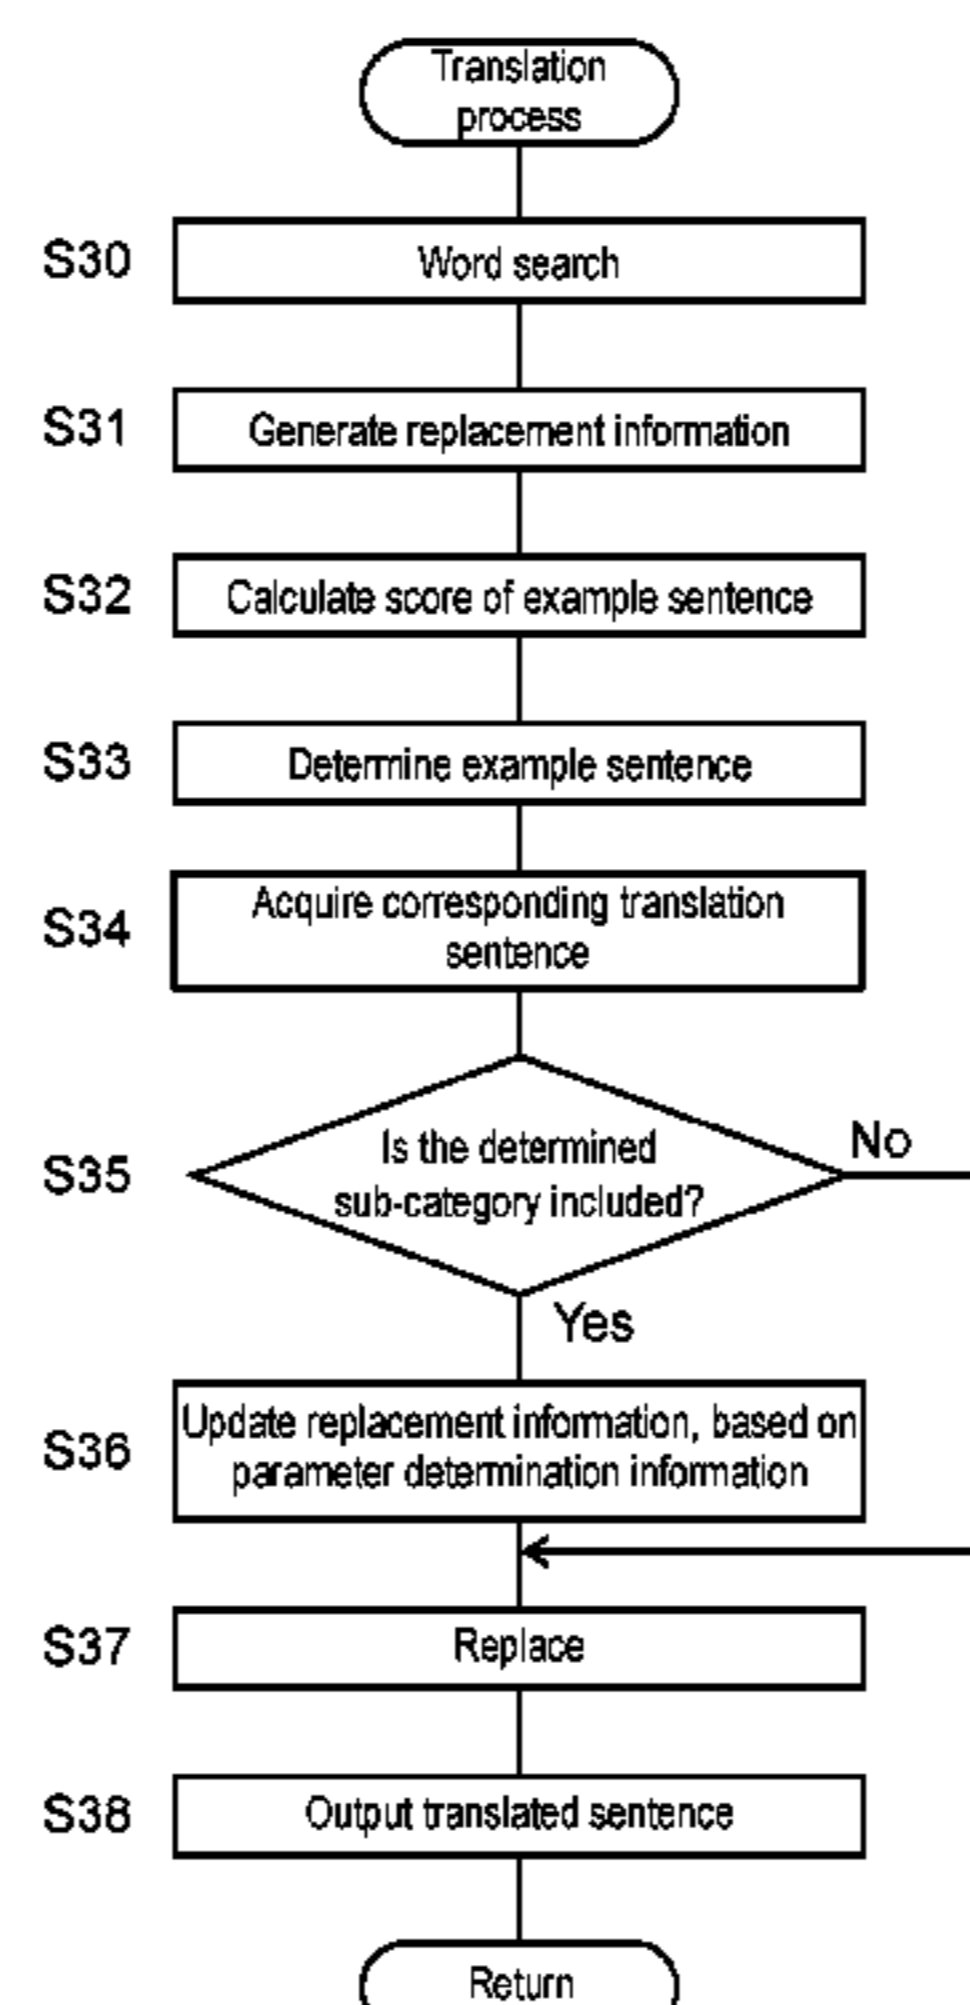 Translation
process
S30
Word search
S31
Generate replacement information
S32
Calculate score of example sentence
S33
Determine example sentence
S34
Acquire corresponding translation
sentence
S35
Is the determined
sub-category included?
No
Yes
S36
Update replacement information, based on
parameter determination information
S37
Replace
S38
Output translated sentence
Return